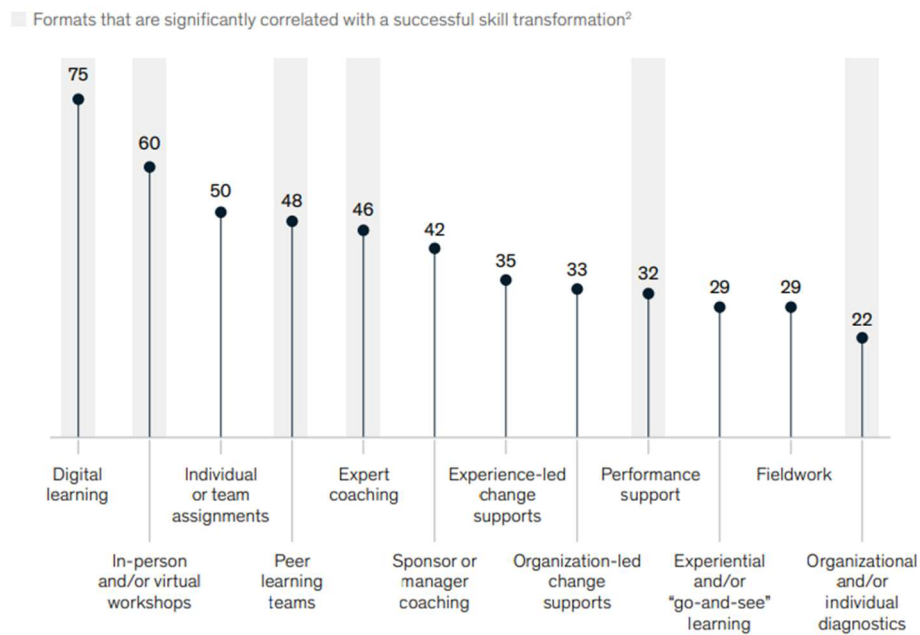 Formats that are significantly correlated with a successful skill transformation²
75
60
50
48
46
42
35
33
32
29
29
22
Digital
learning
In-person
and/or virtual
workshops
Individual
or team
assignments
Peer
learning
teams
Expert
coaching
Sponsor or
manager
coaching
Experience-led
change
supports
Organization-led
change
supports
Performance
support
Experiential
and/or
“go-and-see”
learning
Fieldwork
Organizational
and/or
individual
diagnostics